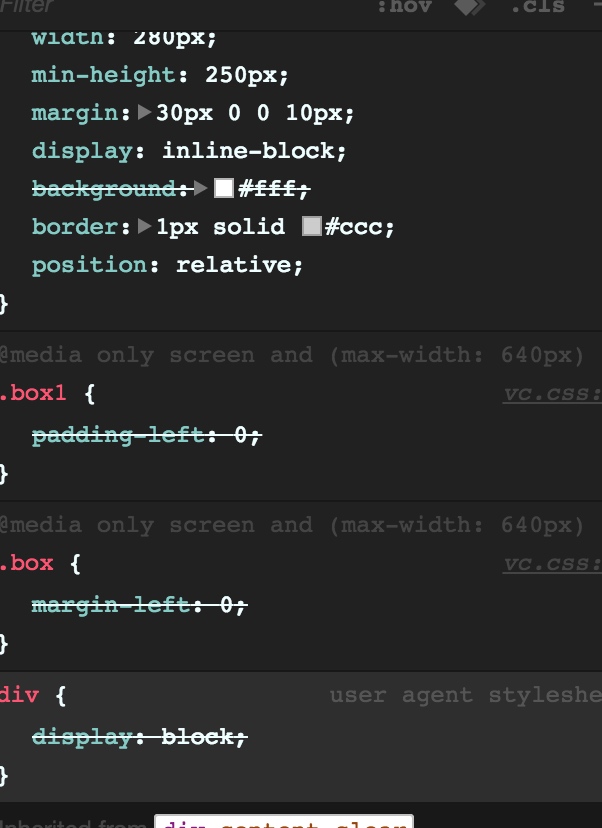 Filter :hov .cls
width: 280px;
min-height: 250px;
margin: 30px 0 0 10px;
display: inline-block;
background: #fff;
border: 1px solid #ccc;
position: relative;
}
@media only screen and (max-width: 640px)
.box1 { vc.css:
padding-left: 0;
}
@media only screen and (max-width: 640px)
.box { vc.css:
margin-left: 0;
}
div { user agent styleshe
display: block;
}
Inherited from div.content.clear